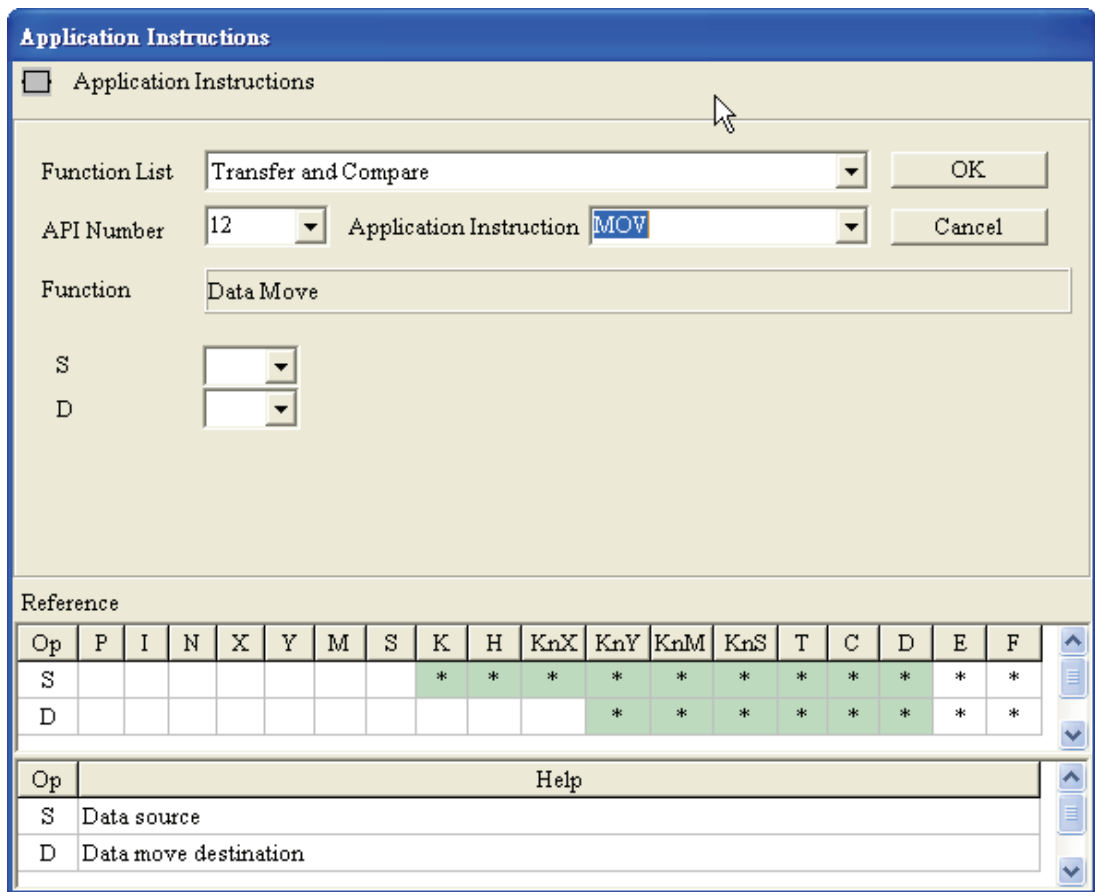 Application Instructions
Application Instructions
Function List Transfer and Compare OK
API Number 12 Application Instruction MOV Cancel
Function Data Move
S
D
Reference
Op P I N X Y M S K H KnX KnY KnM KnS T C D E F
S * * * * * * * * * * *
D * * * * * * * *
Op Help
S Data source
D Data move destination